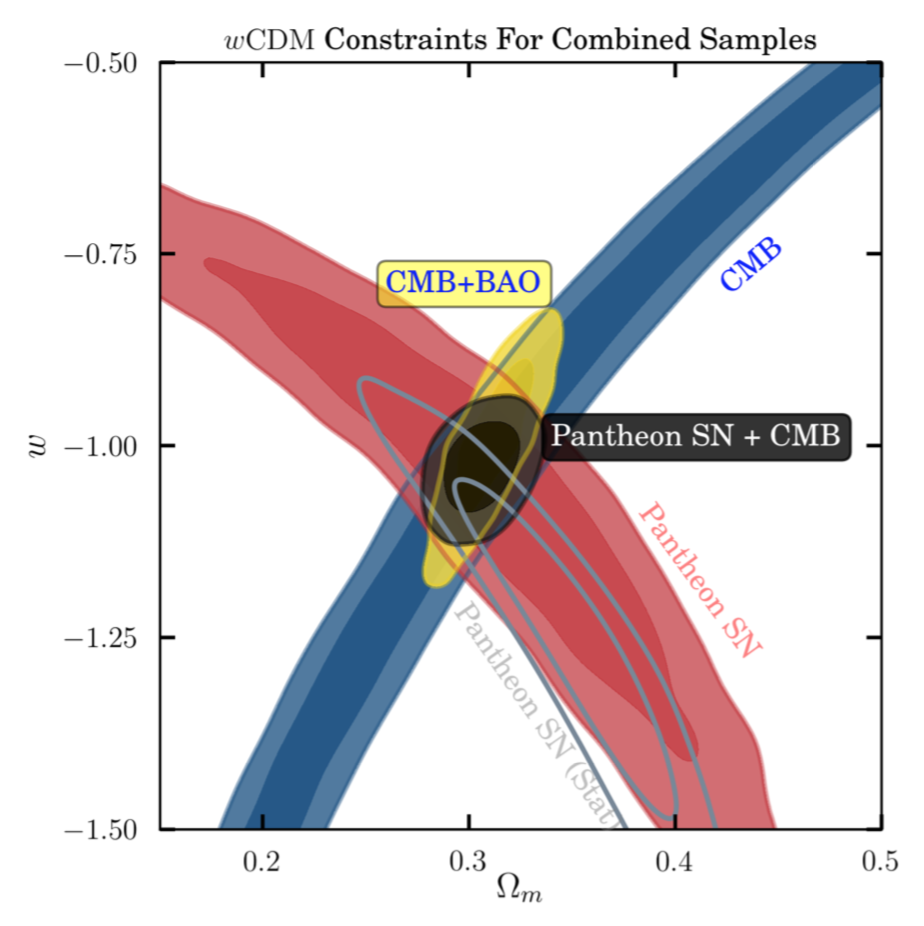 wCDM Constraints For Combined Samples
−0.50
−0.75
−1.00
−1.25
−1.50
w
CMB+BAO
CMB
Pantheon SN + CMB
Pantheon SN
Pantheon SN (Stat)
0.2 0.3 0.4 0.5
Ωm